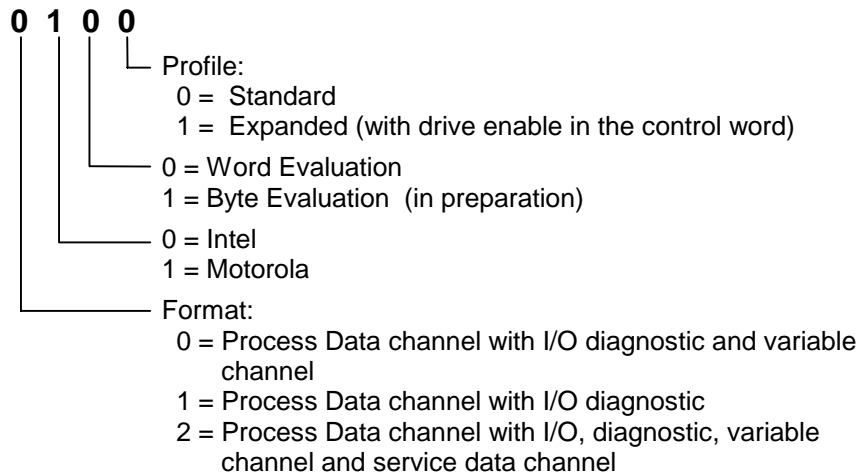 0 1 0 0
Profile:
0 = Standard
1 = Expanded (with drive enable in the control word)
0 = Word Evaluation
1 = Byte Evaluation (in preparation)
0 = Intel
1 = Motorola
Format:
0 = Process Data channel with I/O diagnostic and variable
channel
1 = Process Data channel with I/O diagnostic
2 = Process Data channel with I/O, diagnostic, variable
channel and service data channel